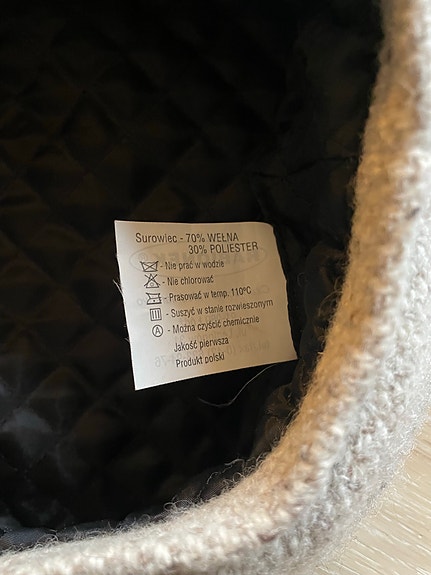 Surowiec - 70% WEŁNA
30% POLIESTER
- Nie prać w wodzie
- Nie chlorować
- Prasować w temp. 110°C
- Suszyć w stanie rozwieszonym
A - Można czyścić chemicznie
Jakość pierwsza
Produkt polski